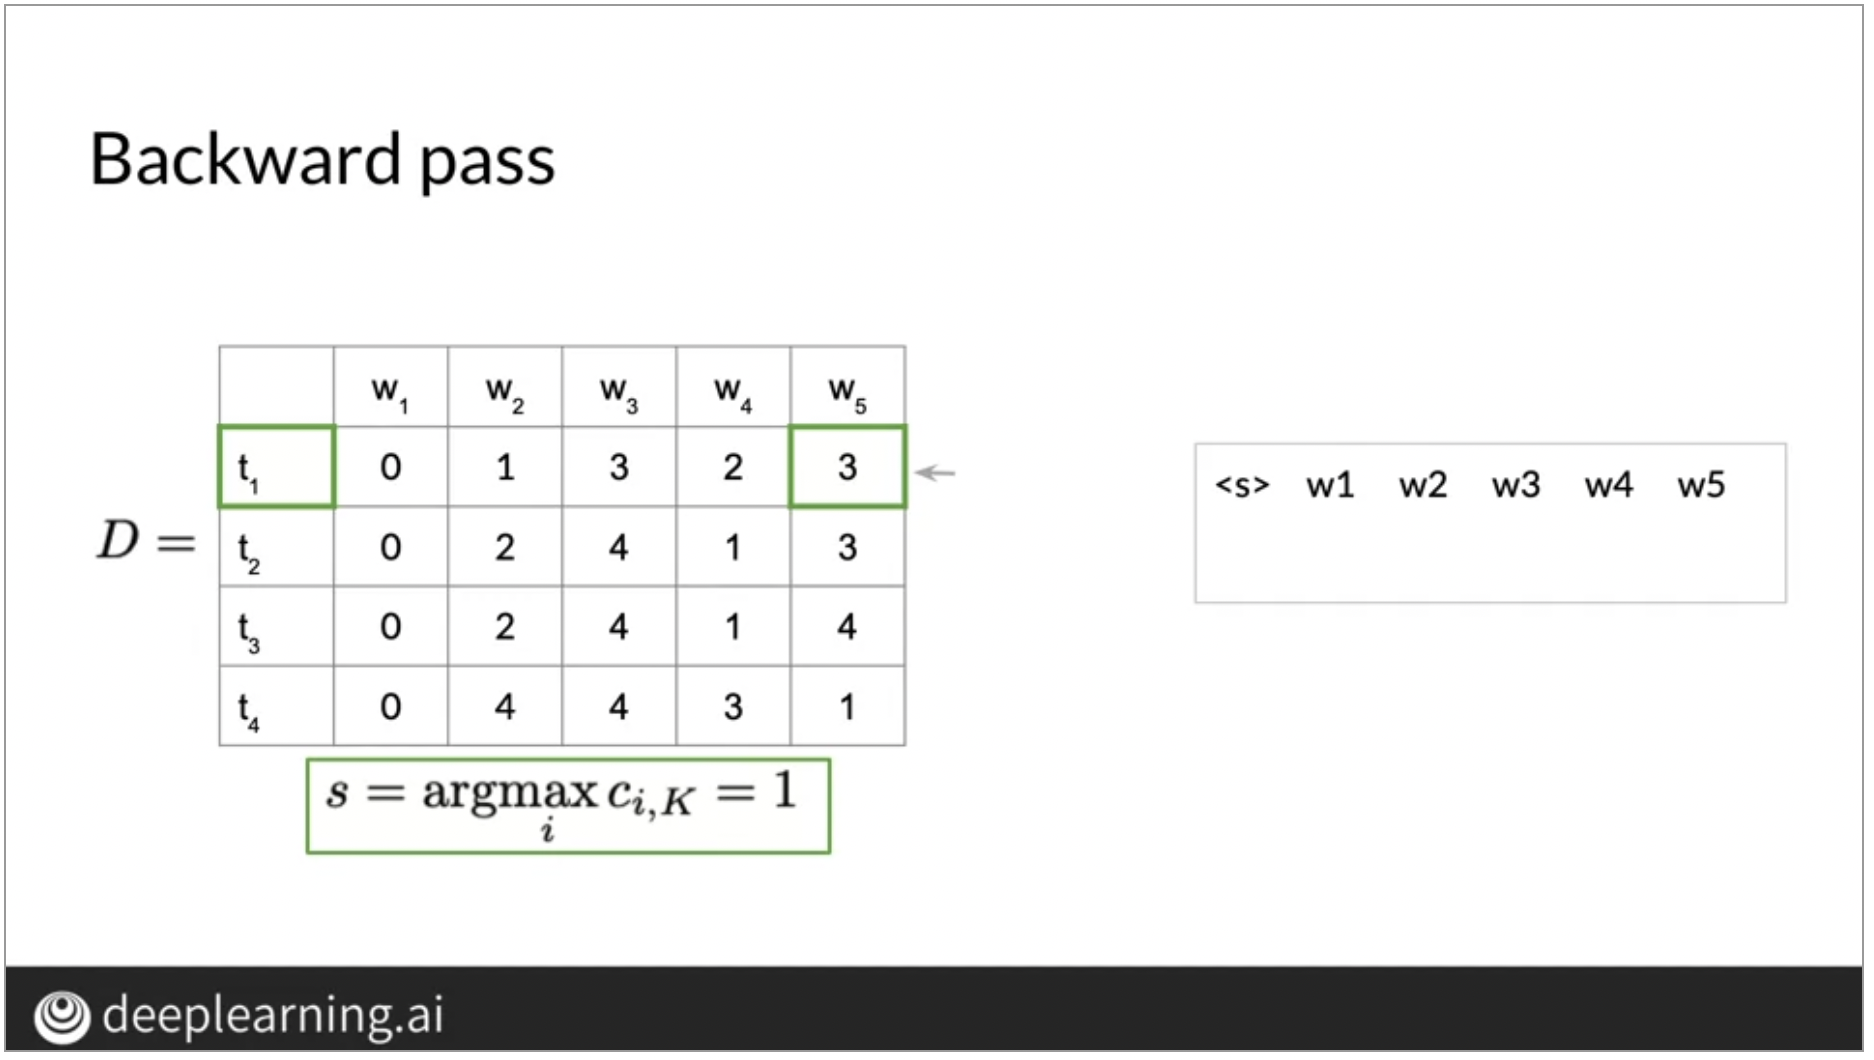 Backward pass
w₁ w₂ w₃ w₄ w₅
t₁ 0 1 3 2 3
<s> w1 w2 w3 w4 w5
D =
t₂ 0 2 4 1 3
t₃ 0 2 4 1 4
t₄ 0 4 4 3 1
s = argmax c_{i,K} = 1
i
deeplearning.ai